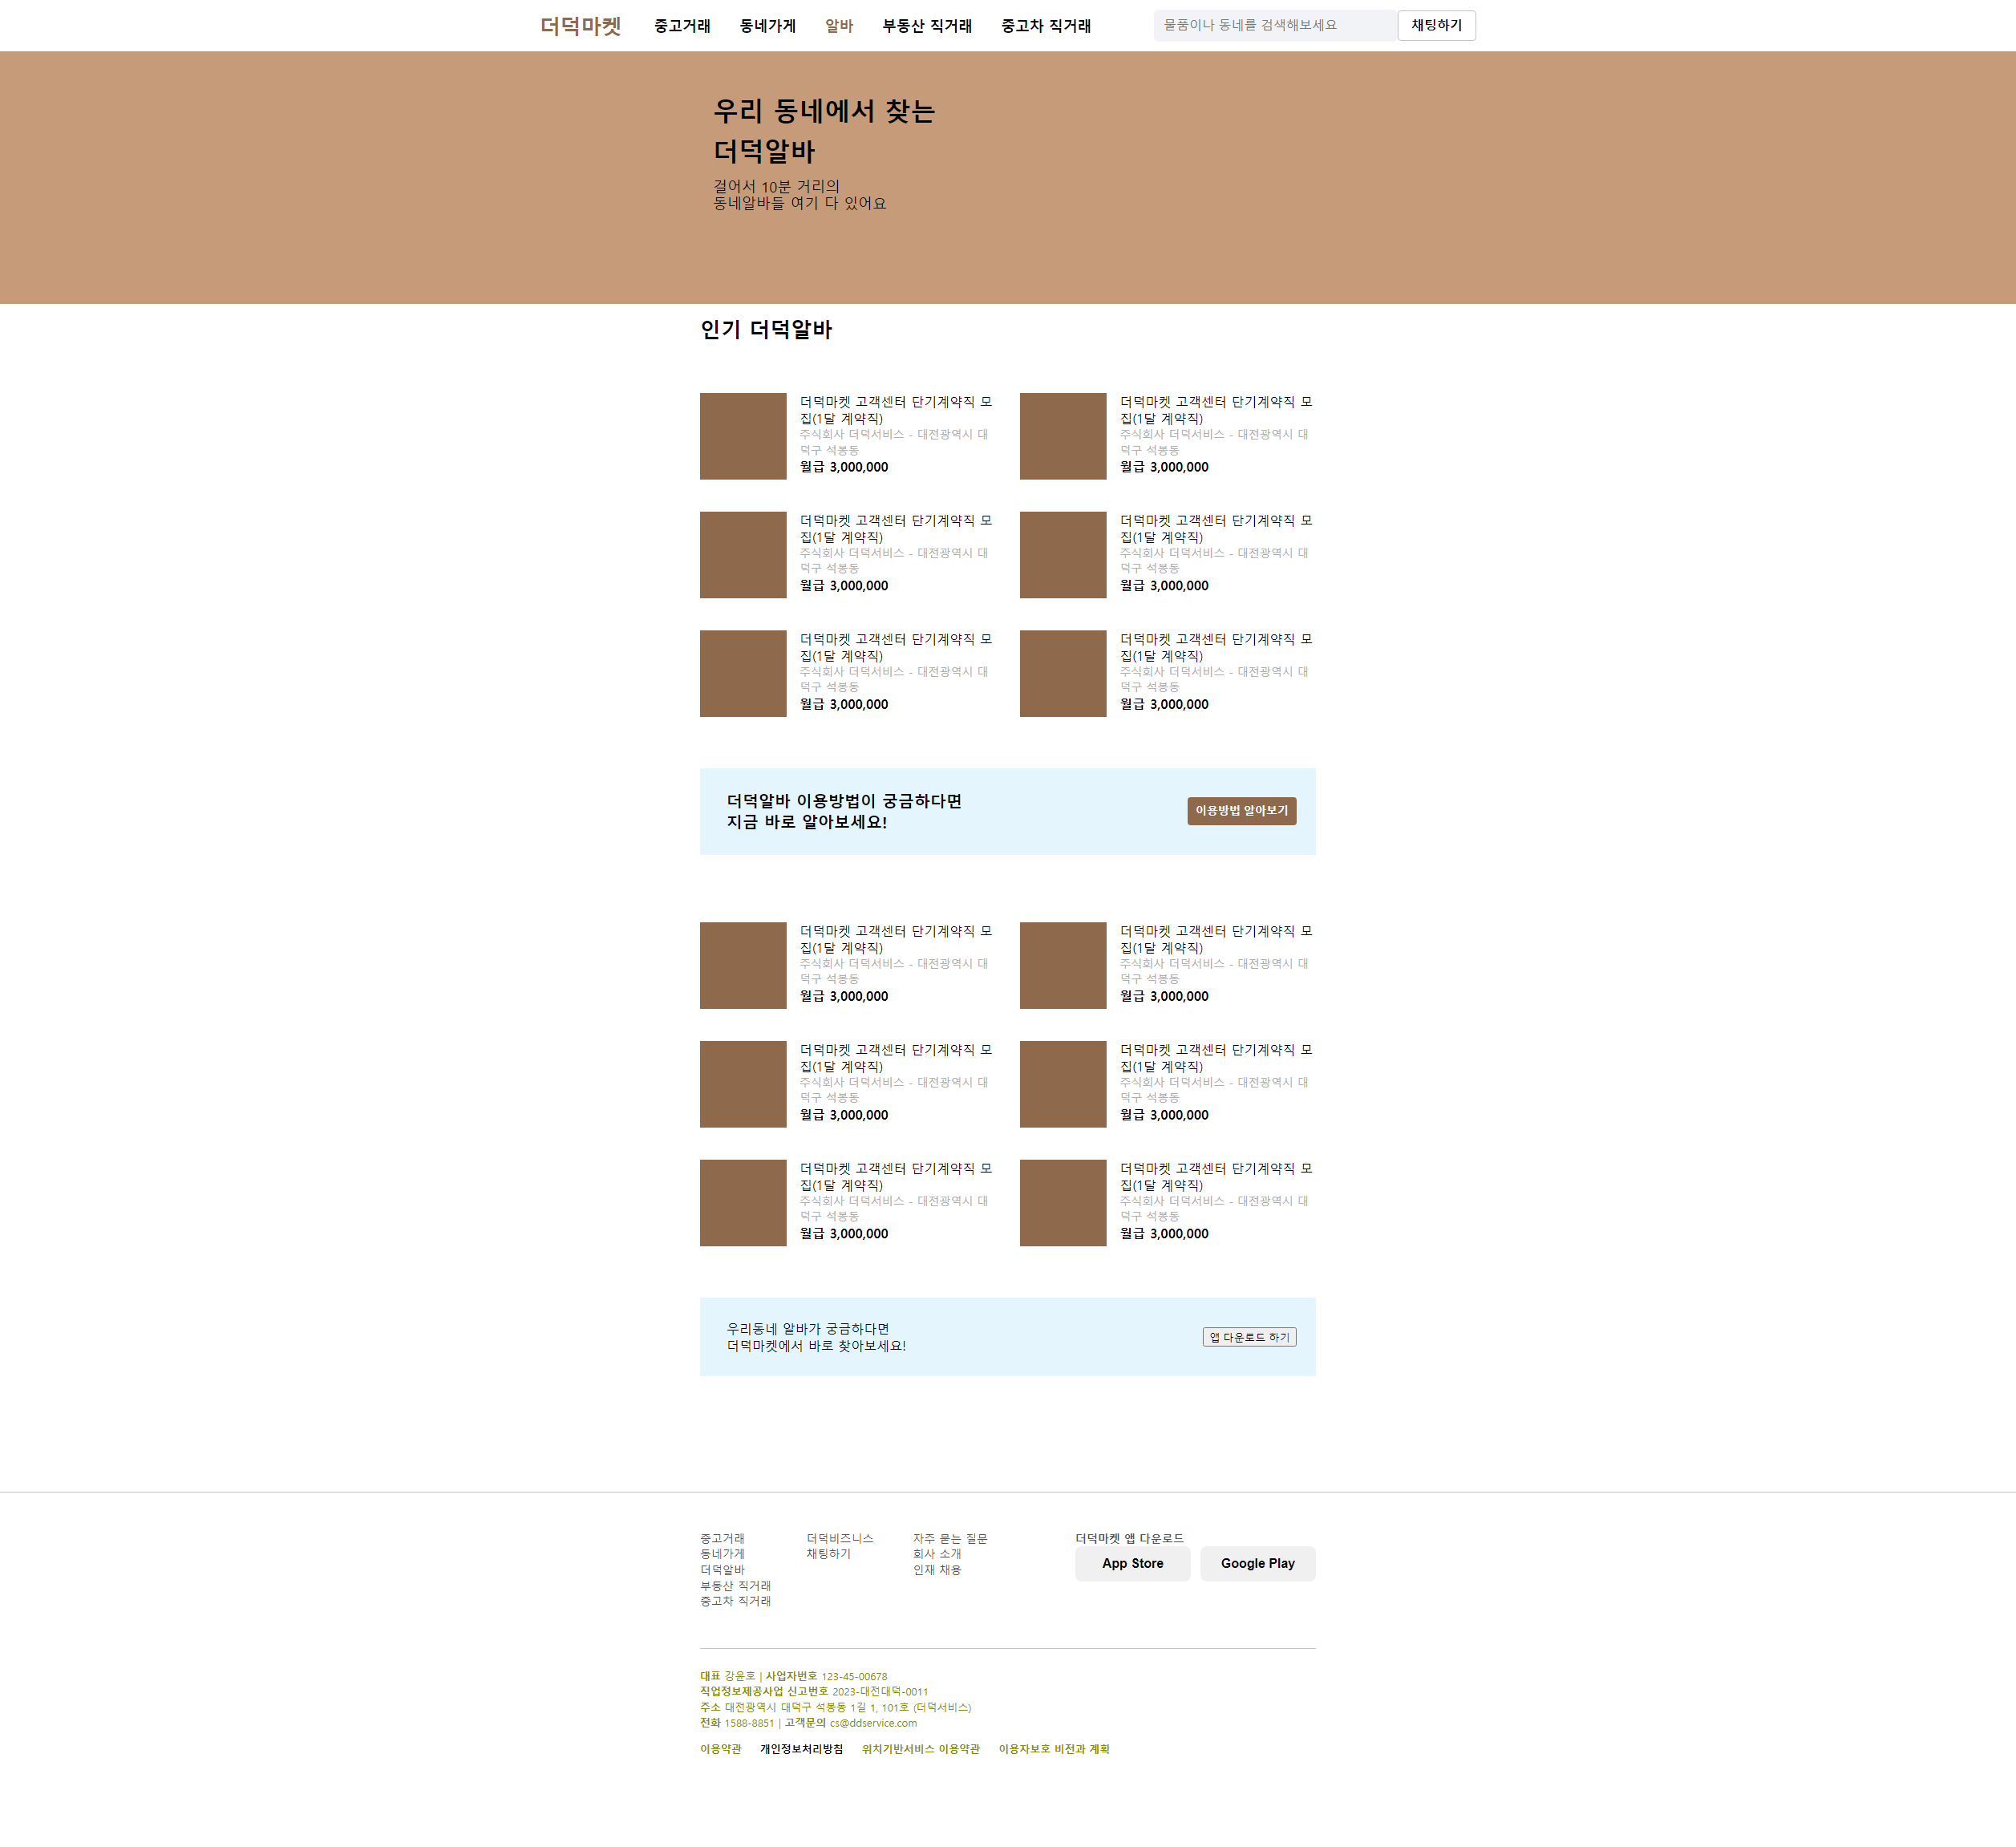 더덕마켓 중고거래 동네가게 알바 부동산 직거래 중고차 직거래 물품이나 동네를 검색해보세요 채팅하기
우리 동네에서 찾는
더덕알바
걸어서 10분 거리의
동네알바들 여기 다 있어요
인기 더덕알바
더덕마켓 고객센터 단기계약직 모
집(1달 계약직)
주식회사 더덕서비스 - 대전광역시 대
덕구 석봉동
월급 3,000,000
더덕마켓 고객센터 단기계약직 모
집(1달 계약직)
주식회사 더덕서비스 - 대전광역시 대
덕구 석봉동
월급 3,000,000
더덕마켓 고객센터 단기계약직 모
집(1달 계약직)
주식회사 더덕서비스 - 대전광역시 대
덕구 석봉동
월급 3,000,000
더덕마켓 고객센터 단기계약직 모
집(1달 계약직)
주식회사 더덕서비스 - 대전광역시 대
덕구 석봉동
월급 3,000,000
더덕마켓 고객센터 단기계약직 모
집(1달 계약직)
주식회사 더덕서비스 - 대전광역시 대
덕구 석봉동
월급 3,000,000
더덕마켓 고객센터 단기계약직 모
집(1달 계약직)
주식회사 더덕서비스 - 대전광역시 대
덕구 석봉동
월급 3,000,000
더덕알바 이용방법이 궁금하다면
지금 바로 알아보세요!
이용방법 알아보기
더덕마켓 고객센터 단기계약직 모
집(1달 계약직)
주식회사 더덕서비스 - 대전광역시 대
덕구 석봉동
월급 3,000,000
더덕마켓 고객센터 단기계약직 모
집(1달 계약직)
주식회사 더덕서비스 - 대전광역시 대
덕구 석봉동
월급 3,000,000
더덕마켓 고객센터 단기계약직 모
집(1달 계약직)
주식회사 더덕서비스 - 대전광역시 대
덕구 석봉동
월급 3,000,000
더덕마켓 고객센터 단기계약직 모
집(1달 계약직)
주식회사 더덕서비스 - 대전광역시 대
덕구 석봉동
월급 3,000,000
더덕마켓 고객센터 단기계약직 모
집(1달 계약직)
주식회사 더덕서비스 - 대전광역시 대
덕구 석봉동
월급 3,000,000
더덕마켓 고객센터 단기계약직 모
집(1달 계약직)
주식회사 더덕서비스 - 대전광역시 대
덕구 석봉동
월급 3,000,000
우리동네 알바가 궁금하다면
더덕마켓에서 바로 찾아보세요!
앱 다운로드 하기
중고거래
동네가게
더덕알바
부동산 직거래
중고차 직거래
더덕비즈니스
채팅하기
자주 묻는 질문
회사 소개
인재 채용
더덕마켓 앱 다운로드
App Store Google Play
대표 강윤호 | 사업자번호 123-45-00678
직업정보제공사업 신고번호 2023-대전대덕-0011
주소 대전광역시 대덕구 석봉동 1길 1, 101호 (더덕서비스)
전화 1588-8851 | 고객문의 cs@ddservice.com
이용약관 개인정보처리방침 위치기반서비스 이용약관 이용자보호 비전과 계획